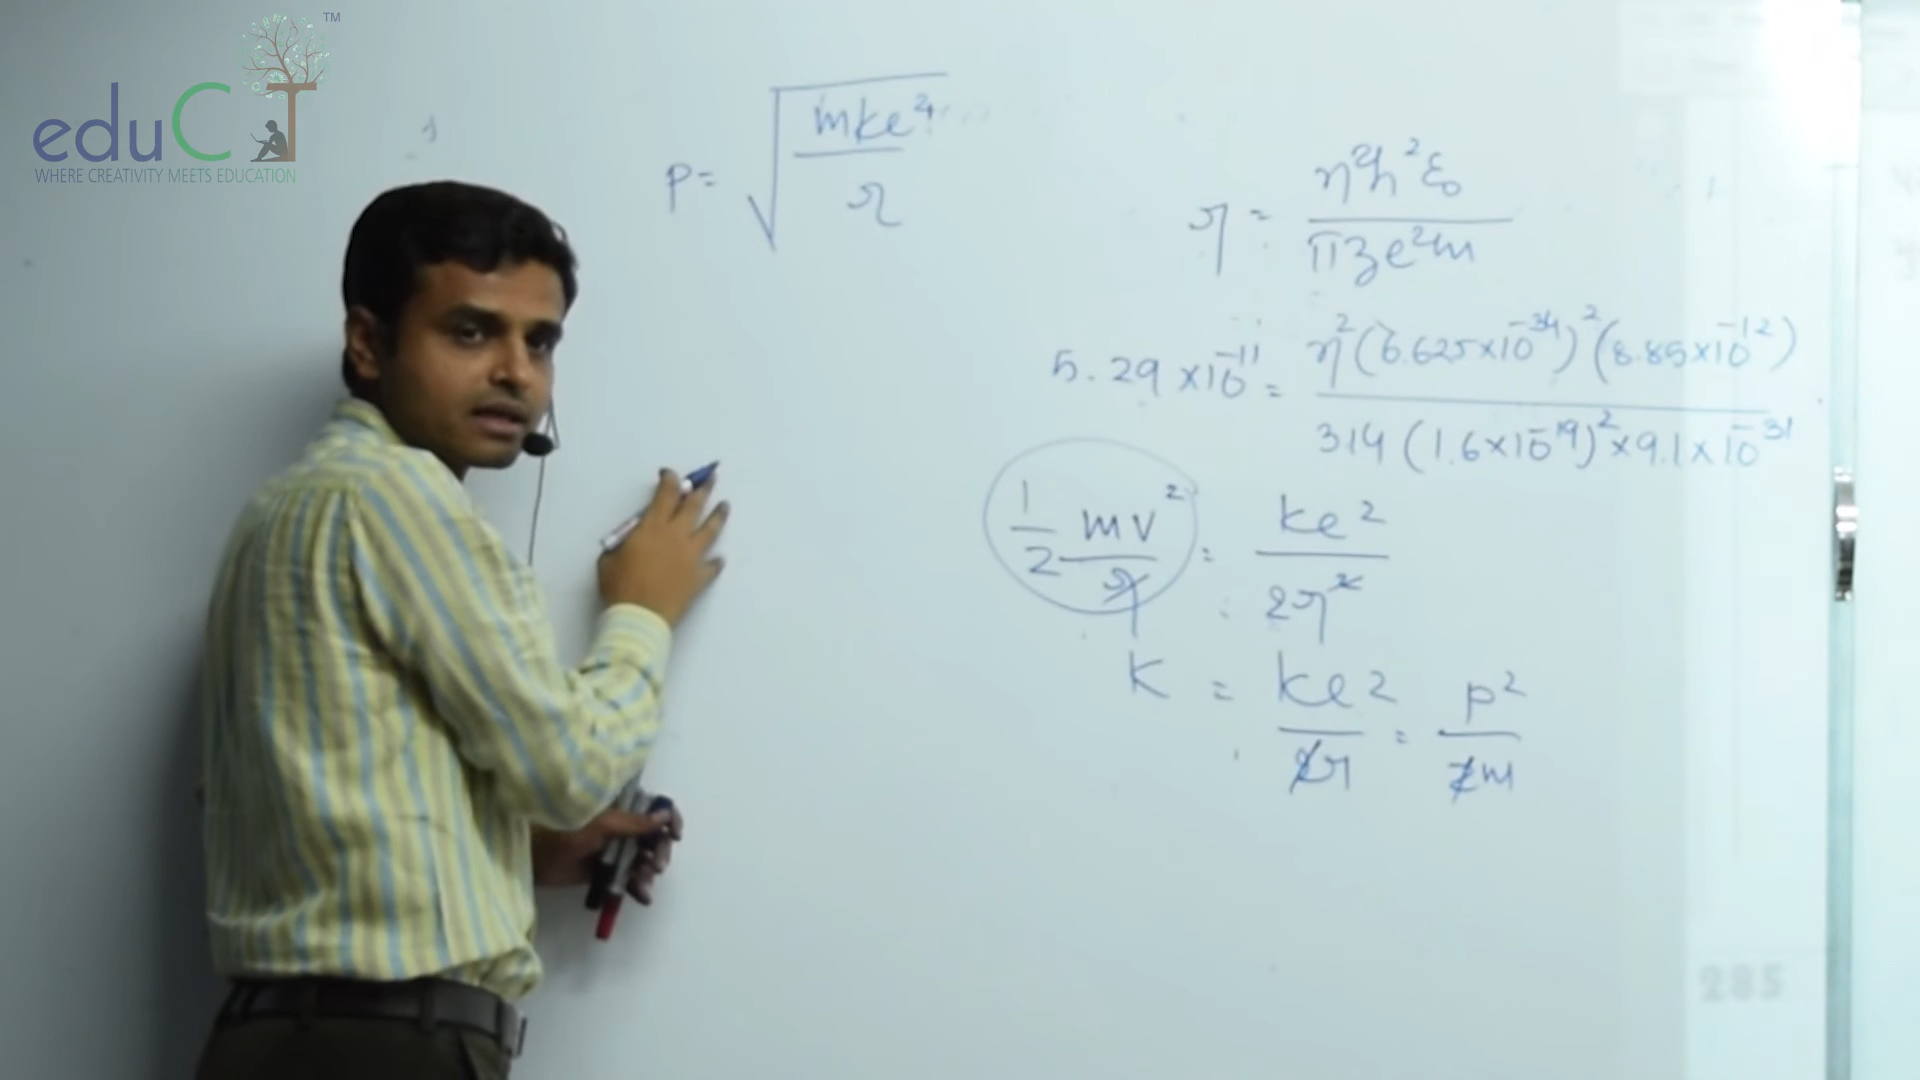 eduCT™
WHERE CREATIVITY MEETS EDUCATION
p = √(mke² / r)
r = n²h²ε₀ / πze²m
5.29 × 10⁻¹¹ = n²(6.625×10⁻³⁴)²(8.85×10⁻¹²) / 3.14 (1.6×10⁻¹⁹)² × 9.1 × 10⁻³¹
1/2 mv²/r = ke²/2r²
K = ke²/2r = p²/2m
285